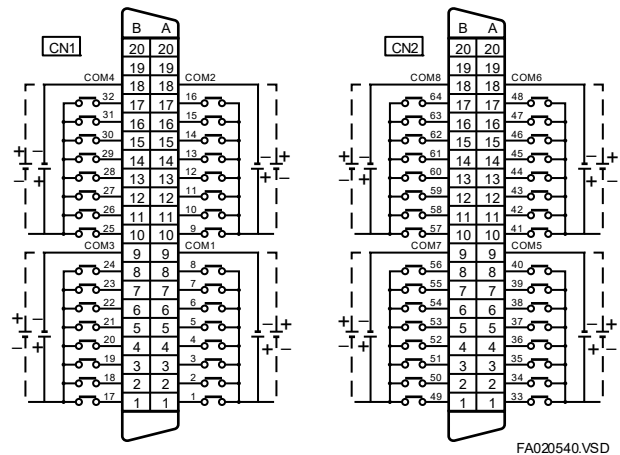 CN1
B A
20 20
19 19
COM4 18 18 COM2
32 17 17 16
31 16 16 15
30 15 15 14
29 14 14 13
28 13 13 12
27 12 12 11
26 11 11 10
25 10 10 9
COM3 9 9 COM1
24 8 8 8
23 7 7 7
22 6 6 6
21 5 5 5
20 4 4 4
19 3 3 3
18 2 2 2
17 1 1 1
+ − − +
− + + −
+ − − +
− + + −
CN2
B A
20 20
19 19
COM8 18 18 COM6
64 17 17 48
63 16 16 47
62 15 15 46
61 14 14 45
60 13 13 44
59 12 12 43
58 11 11 42
57 10 10 41
COM7 9 9 COM5
56 8 8 40
55 7 7 39
54 6 6 38
53 5 5 37
52 4 4 36
51 3 3 35
50 2 2 34
49 1 1 33
+ − − +
− + + −
+ − − +
− + + −
FA020540.VSD